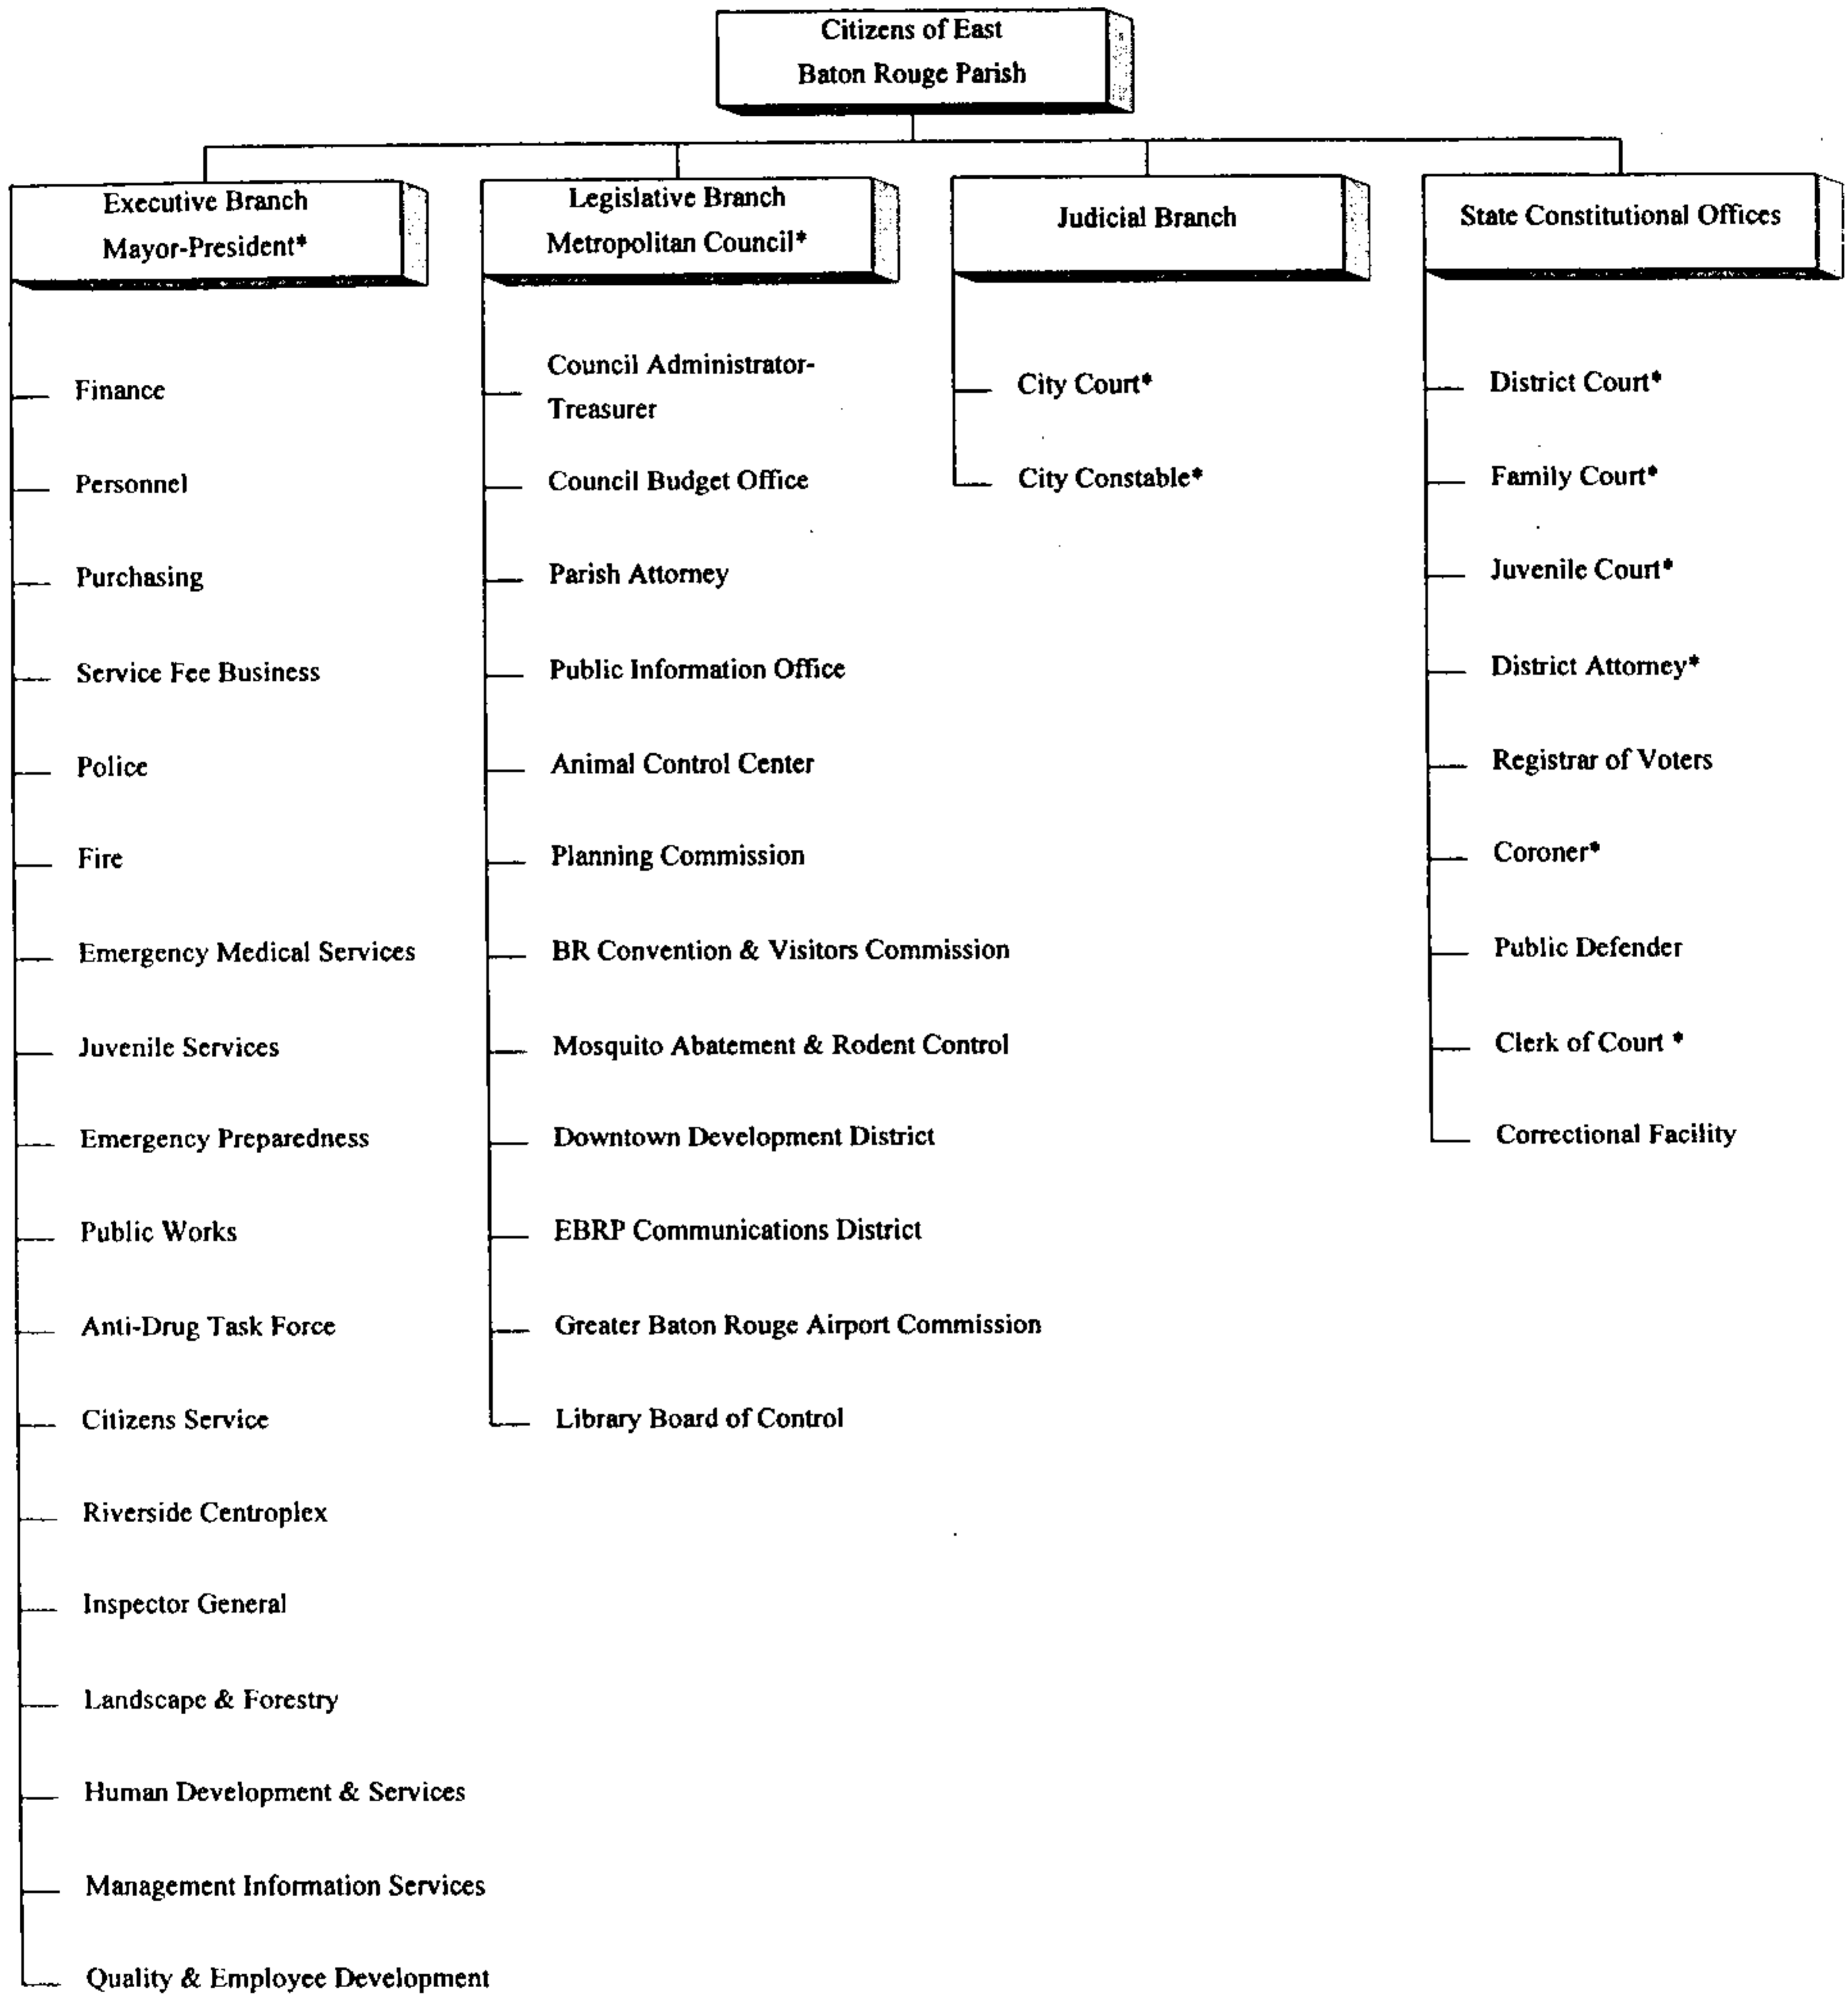 Citizens of East
Baton Rouge Parish
Executive Branch
Mayor-President*
Finance
Personnel
Purchasing
Service Fee Business
Police
Fire
Emergency Medical Services
Juvenile Services
Emergency Preparedness
Public Works
Anti-Drug Task Force
Citizens Service
Riverside Centroplex
Inspector General
Landscape & Forestry
Human Development & Services
Management Information Services
Quality & Employee Development
Legislative Branch
Metropolitan Council*
Council Administrator-
Treasurer
Council Budget Office
Parish Attorney
Public Information Office
Animal Control Center
Planning Commission
BR Convention & Visitors Commission
Mosquito Abatement & Rodent Control
Downtown Development District
EBRP Communications District
Greater Baton Rouge Airport Commission
Library Board of Control
Judicial Branch
City Court*
City Constable*
State Constitutional Offices
District Court*
Family Court*
Juvenile Court*
District Attorney*
Registrar of Voters
Coroner*
Public Defender
Clerk of Court *
Correctional Facility